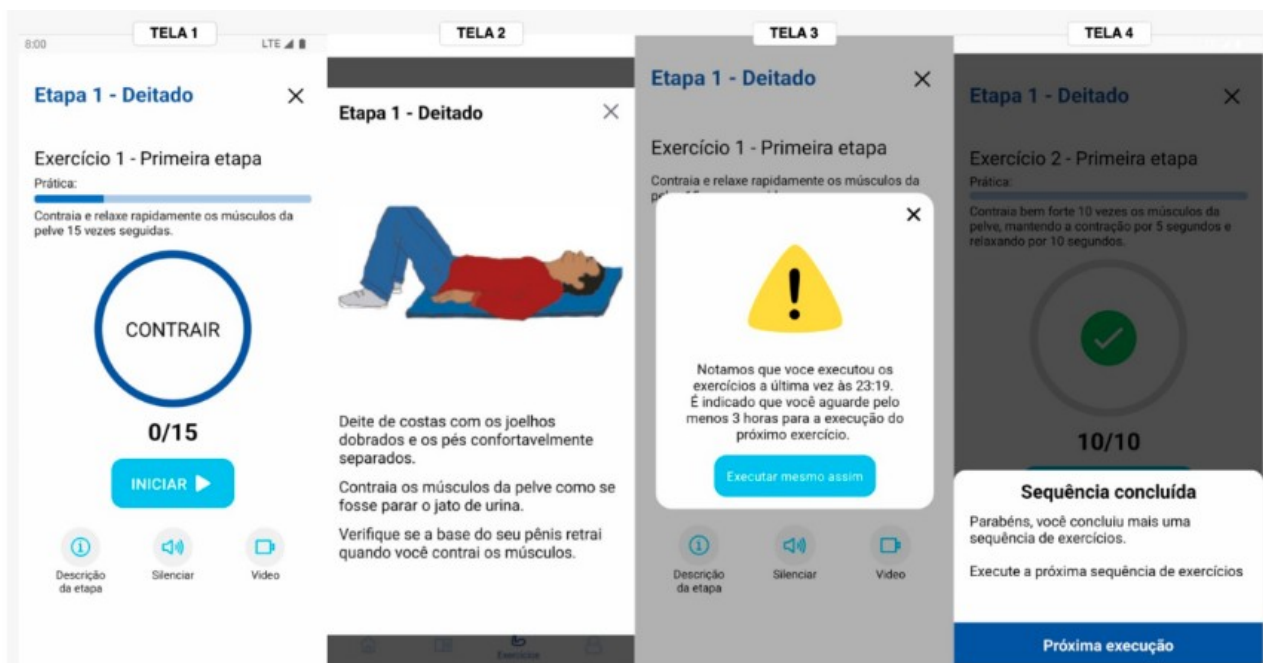 TELA 1
8:00
LTE
Etapa 1 - Deitado
Exercício 1 - Primeira etapa
Prática:
Contraia e relaxe rapidamente os músculos da
pelve 15 vezes seguidas.
CONTRAIR
0/15
INICIAR
Descrição
da etapa
Silenciar
Video
TELA 2
Etapa 1 - Deitado
Deite de costas com os joelhos
dobrados e os pés confortavelmente
separados.
Contraia os músculos da pelve como se
fosse parar o jato de urina.
Verifique se a base do seu pênis retrai
quando você contrai os músculos.
Exercícios
TELA 3
Etapa 1 - Deitado
Exercício 1 - Primeira etapa
Contraia e relaxe rapidamente os músculos da
Notamos que voce executou os
exercícios a última vez às 23:19.
É indicado que você aguarde pelo
menos 3 horas para a execução do
próximo exercício.
Executar mesmo assim
Descrição
da etapa
Silenciar
Video
TELA 4
Etapa 1 - Deitado
Exercício 2 - Primeira etapa
Prática:
Contraia bem forte 10 vezes os músculos da
pelve, mantendo a contração por 5 segundos e
relaxando por 10 segundos.
10/10
Sequência concluída
Parabéns, você concluiu mais uma
sequência de exercícios.
Execute a próxima sequência de exercícios
Próxima execução